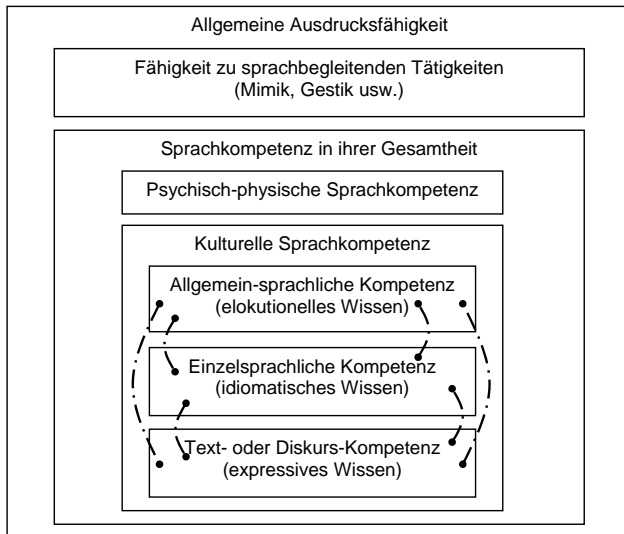 Allgemeine Ausdrucksfähigkeit
Fähigkeit zu sprachbegleitenden Tätigkeiten
(Mimik, Gestik usw.)
Sprachkompetenz in ihrer Gesamtheit
Psychisch-physische Sprachkompetenz
Kulturelle Sprachkompetenz
Allgemein-sprachliche Kompetenz
(elokutionelles Wissen)
Einzelsprachliche Kompetenz
(idiomatisches Wissen)
Text- oder Diskurs-Kompetenz
(expressives Wissen)